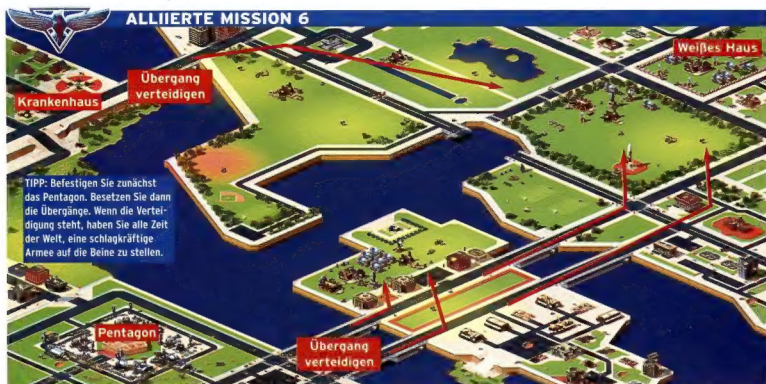 ALLIIERTE MISSION 6
Weißes Haus
Krankenhaus
Übergang
verteidigen
TIPP: Befestigen Sie zunächst
das Pentagon. Besetzen Sie dann
die Übergänge. Wenn die Vertei-
digung steht, haben Sie alle Zeit
der Welt, eine schlagkräftige
Armee auf die Beine zu stellen.
Pentagon
Übergang
verteidigen